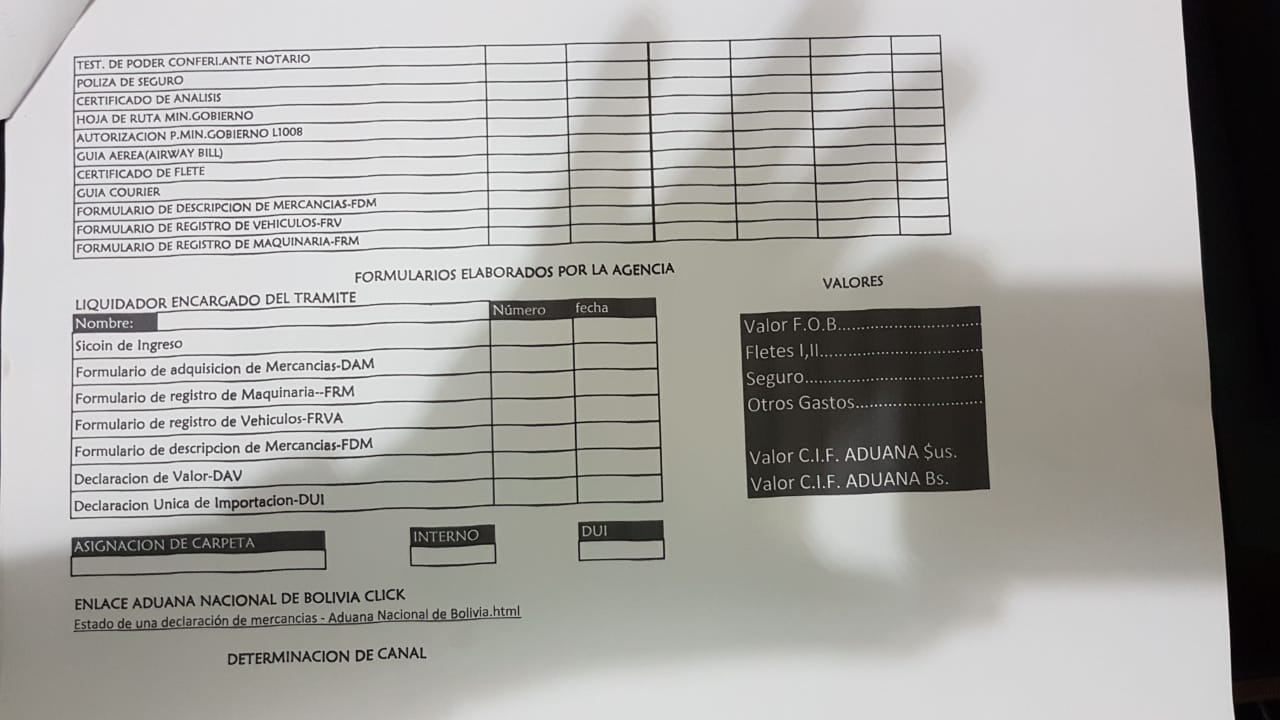 TEST. DE PODER CONFERI.ANTE NOTARIO
POLIZA DE SEGURO
CERTIFICADO DE ANALISIS
HOJA DE RUTA MIN.GOBIERNO
AUTORIZACION P.MIN.GOBIERNO L1008
GUIA AEREA(AIRWAY BILL)
CERTIFICADO DE FLETE
GUIA COURIER
FORMULARIO DE DESCRIPCION DE MERCANCIAS-FDM
FORMULARIO DE REGISTRO DE VEHICULOS-FRV
FORMULARIO DE REGISTRO DE MAQUINARIA-FRM
FORMULARIOS ELABORADOS POR LA AGENCIA
LIQUIDADOR ENCARGADO DEL TRAMITE
Número fecha
Nombre:
Sicoin de Ingreso
Formulario de adquisicion de Mercancias-DAM
Formulario de registro de Maquinaria--FRM
Formulario de registro de Vehiculos-FRVA
Formulario de descripcion de Mercancias-FDM
Declaracion de Valor-DAV
Declaracion Unica de Importacion-DUI
VALORES
Valor F.O.B................................
Fletes I,II...................................
Seguro......................................
Otros Gastos...........................
Valor C.I.F. ADUANA $us.
Valor C.I.F. ADUANA Bs.
ASIGNACION DE CARPETA
INTERNO
DUI
ENLACE ADUANA NACIONAL DE BOLIVIA CLICK
Estado de una declaración de mercancias - Aduana Nacional de Bolivia.html
DETERMINACION DE CANAL